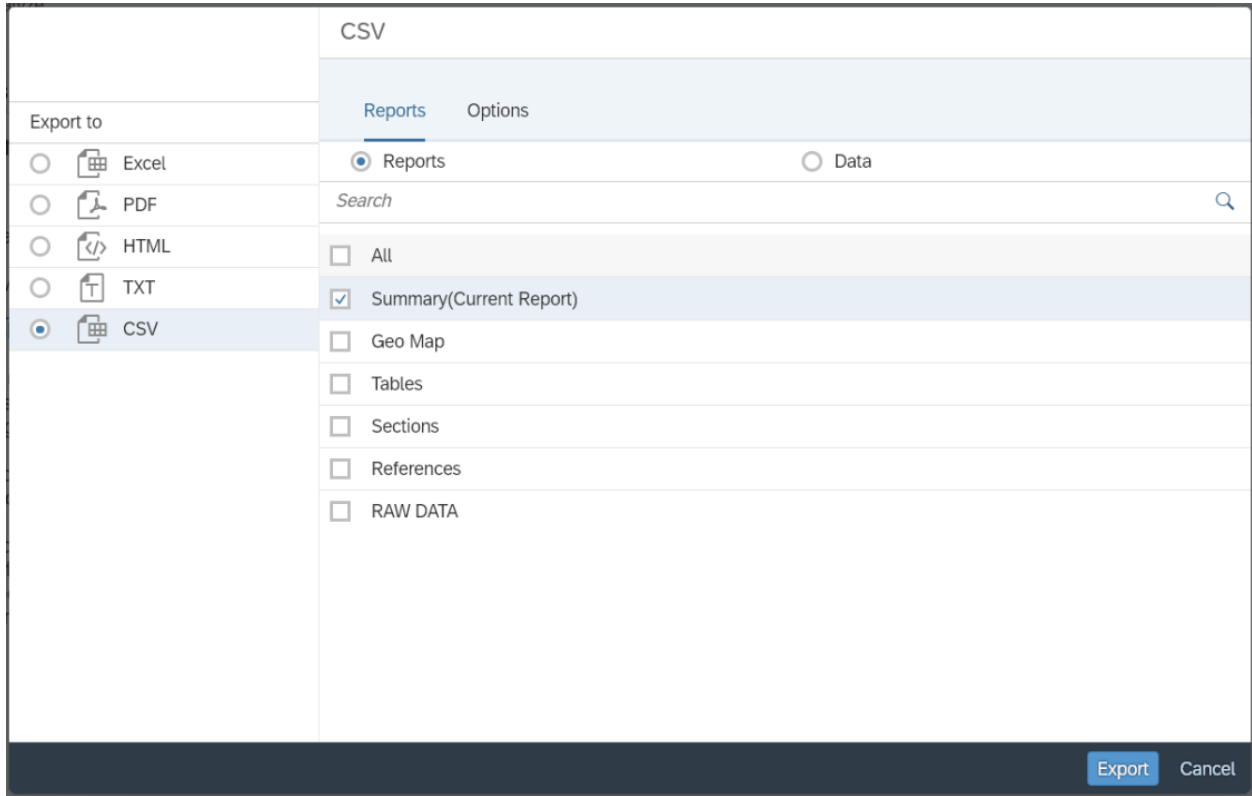 CSV
Export to
Excel
PDF
HTML
TXT
CSV
Reports Options
Reports Data
Search
All
Summary(Current Report)
Geo Map
Tables
Sections
References
RAW DATA
Export Cancel